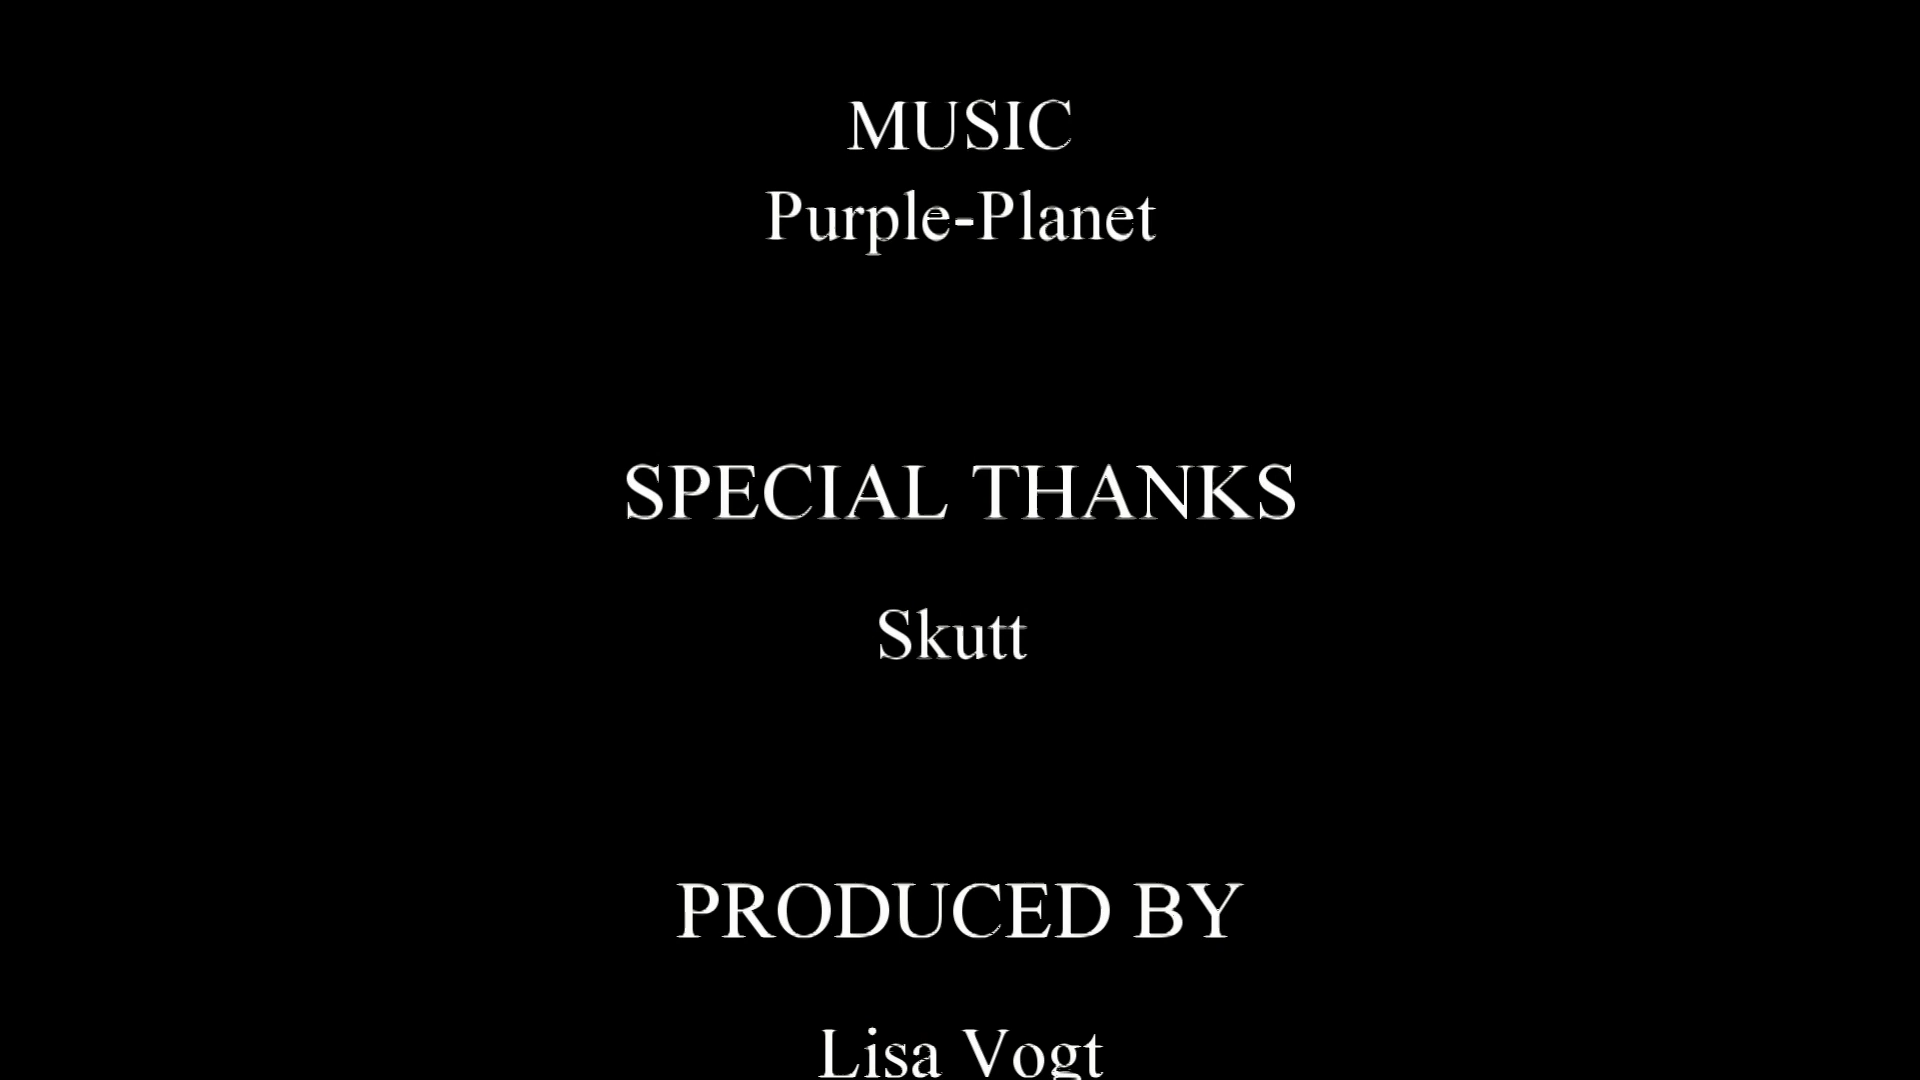 MUSIC
Purple-Planet
SPECIAL THANKS
Skutt
PRODUCED BY
Lisa Vogt